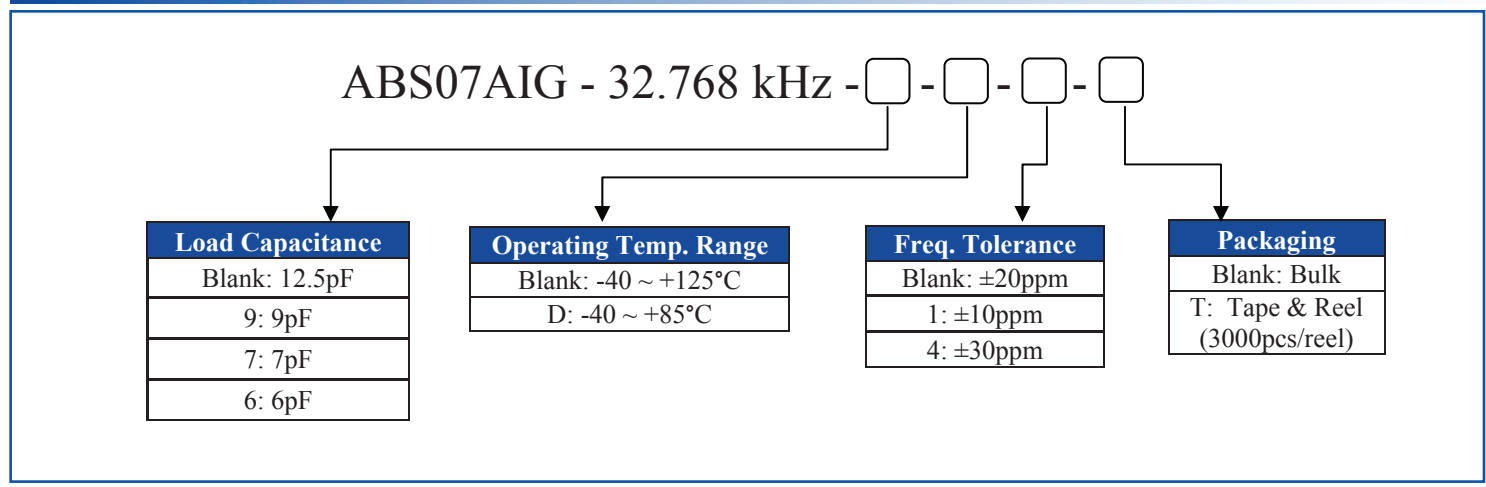 ABS07AIG - 32.768 kHz - - - -
Load Capacitance
Blank: 12.5pF
9: 9pF
7: 7pF
6: 6pF
Operating Temp. Range
Blank: -40 ~ +125°C
D: -40 ~ +85°C
Freq. Tolerance
Blank: ±20ppm
1: ±10ppm
4: ±30ppm
Packaging
Blank: Bulk
T: Tape & Reel
(3000pcs/reel)